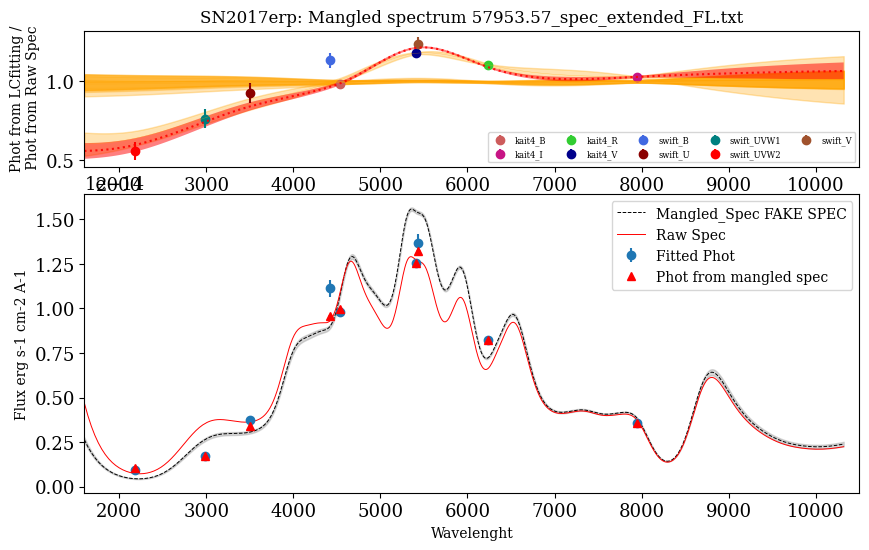 SN2017erp: Mangled spectrum 57953.57_spec_extended_FL.txt
Phot from LCfitting /
Phot from Raw Spec
1.0
0.5
kait4_B kait4_R swift_B swift_UVW1 swift_V
kait4_I kait4_V swift_U swift_UVW2
2000 3000 4000 5000 6000 7000 8000 9000 10000
1e−14
Flux erg s-1 cm-2 A-1
1.50
1.25
1.00
0.75
0.50
0.25
0.00
Mangled_Spec FAKE SPEC
Raw Spec
Fitted Phot
Phot from mangled spec
2000 3000 4000 5000 6000 7000 8000 9000 10000
Wavelenght